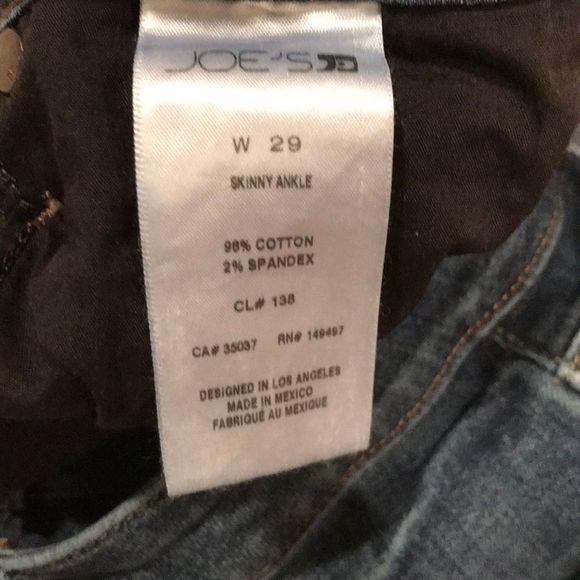 JOE'S
W 29
SKINNY ANKLE
98% COTTON
2% SPANDEX
CL# 138
CA# 35037 RN# 149497
DESIGNED IN LOS ANGELES
MADE IN MEXICO
FABRIQUÉ AU MEXIQUE